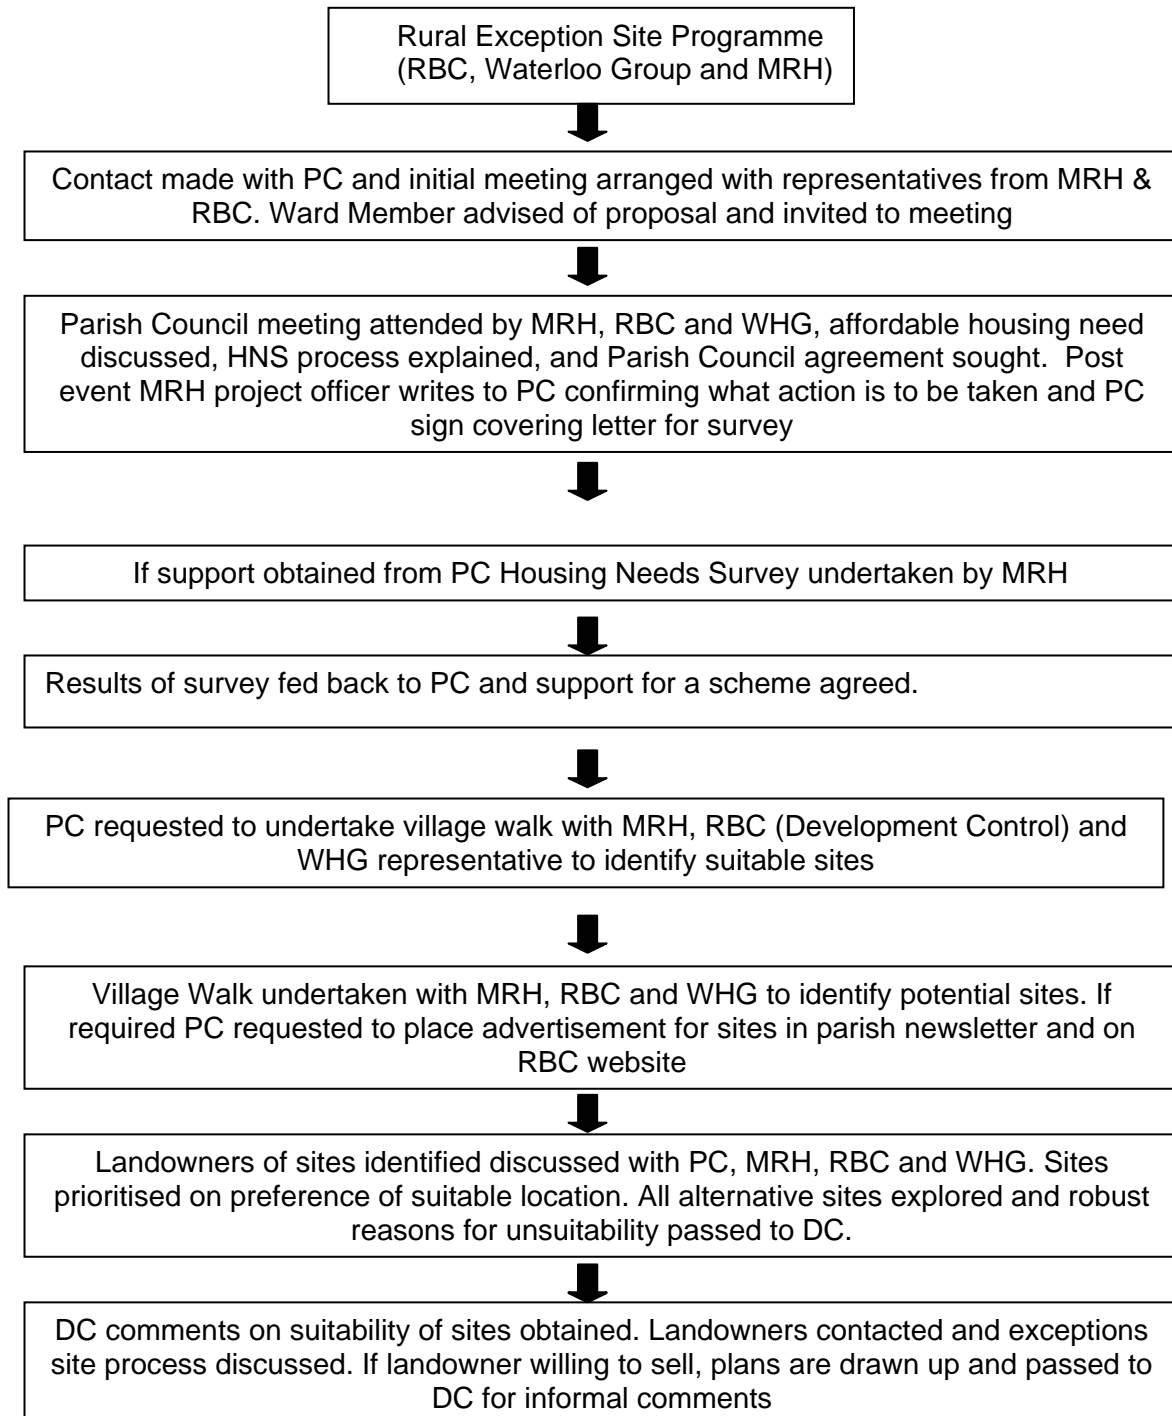 Rural Exception Site Programme
(RBC, Waterloo Group and MRH)
Contact made with PC and initial meeting arranged with representatives from MRH &
RBC. Ward Member advised of proposal and invited to meeting
Parish Council meeting attended by MRH, RBC and WHG, affordable housing need
discussed, HNS process explained, and Parish Council agreement sought.  Post
event MRH project officer writes to PC confirming what action is to be taken and PC
sign covering letter for survey
If support obtained from PC Housing Needs Survey undertaken by MRH
Results of survey fed back to PC and support for a scheme agreed.
PC requested to undertake village walk with MRH, RBC (Development Control) and
WHG representative to identify suitable sites
Village Walk undertaken with MRH, RBC and WHG to identify potential sites. If
required PC requested to place advertisement for sites in parish newsletter and on
RBC website
Landowners of sites identified discussed with PC, MRH, RBC and WHG. Sites
prioritised on preference of suitable location. All alternative sites explored and robust
reasons for unsuitability passed to DC.
DC comments on suitability of sites obtained. Landowners contacted and exceptions
site process discussed. If landowner willing to sell, plans are drawn up and passed to
DC for informal comments